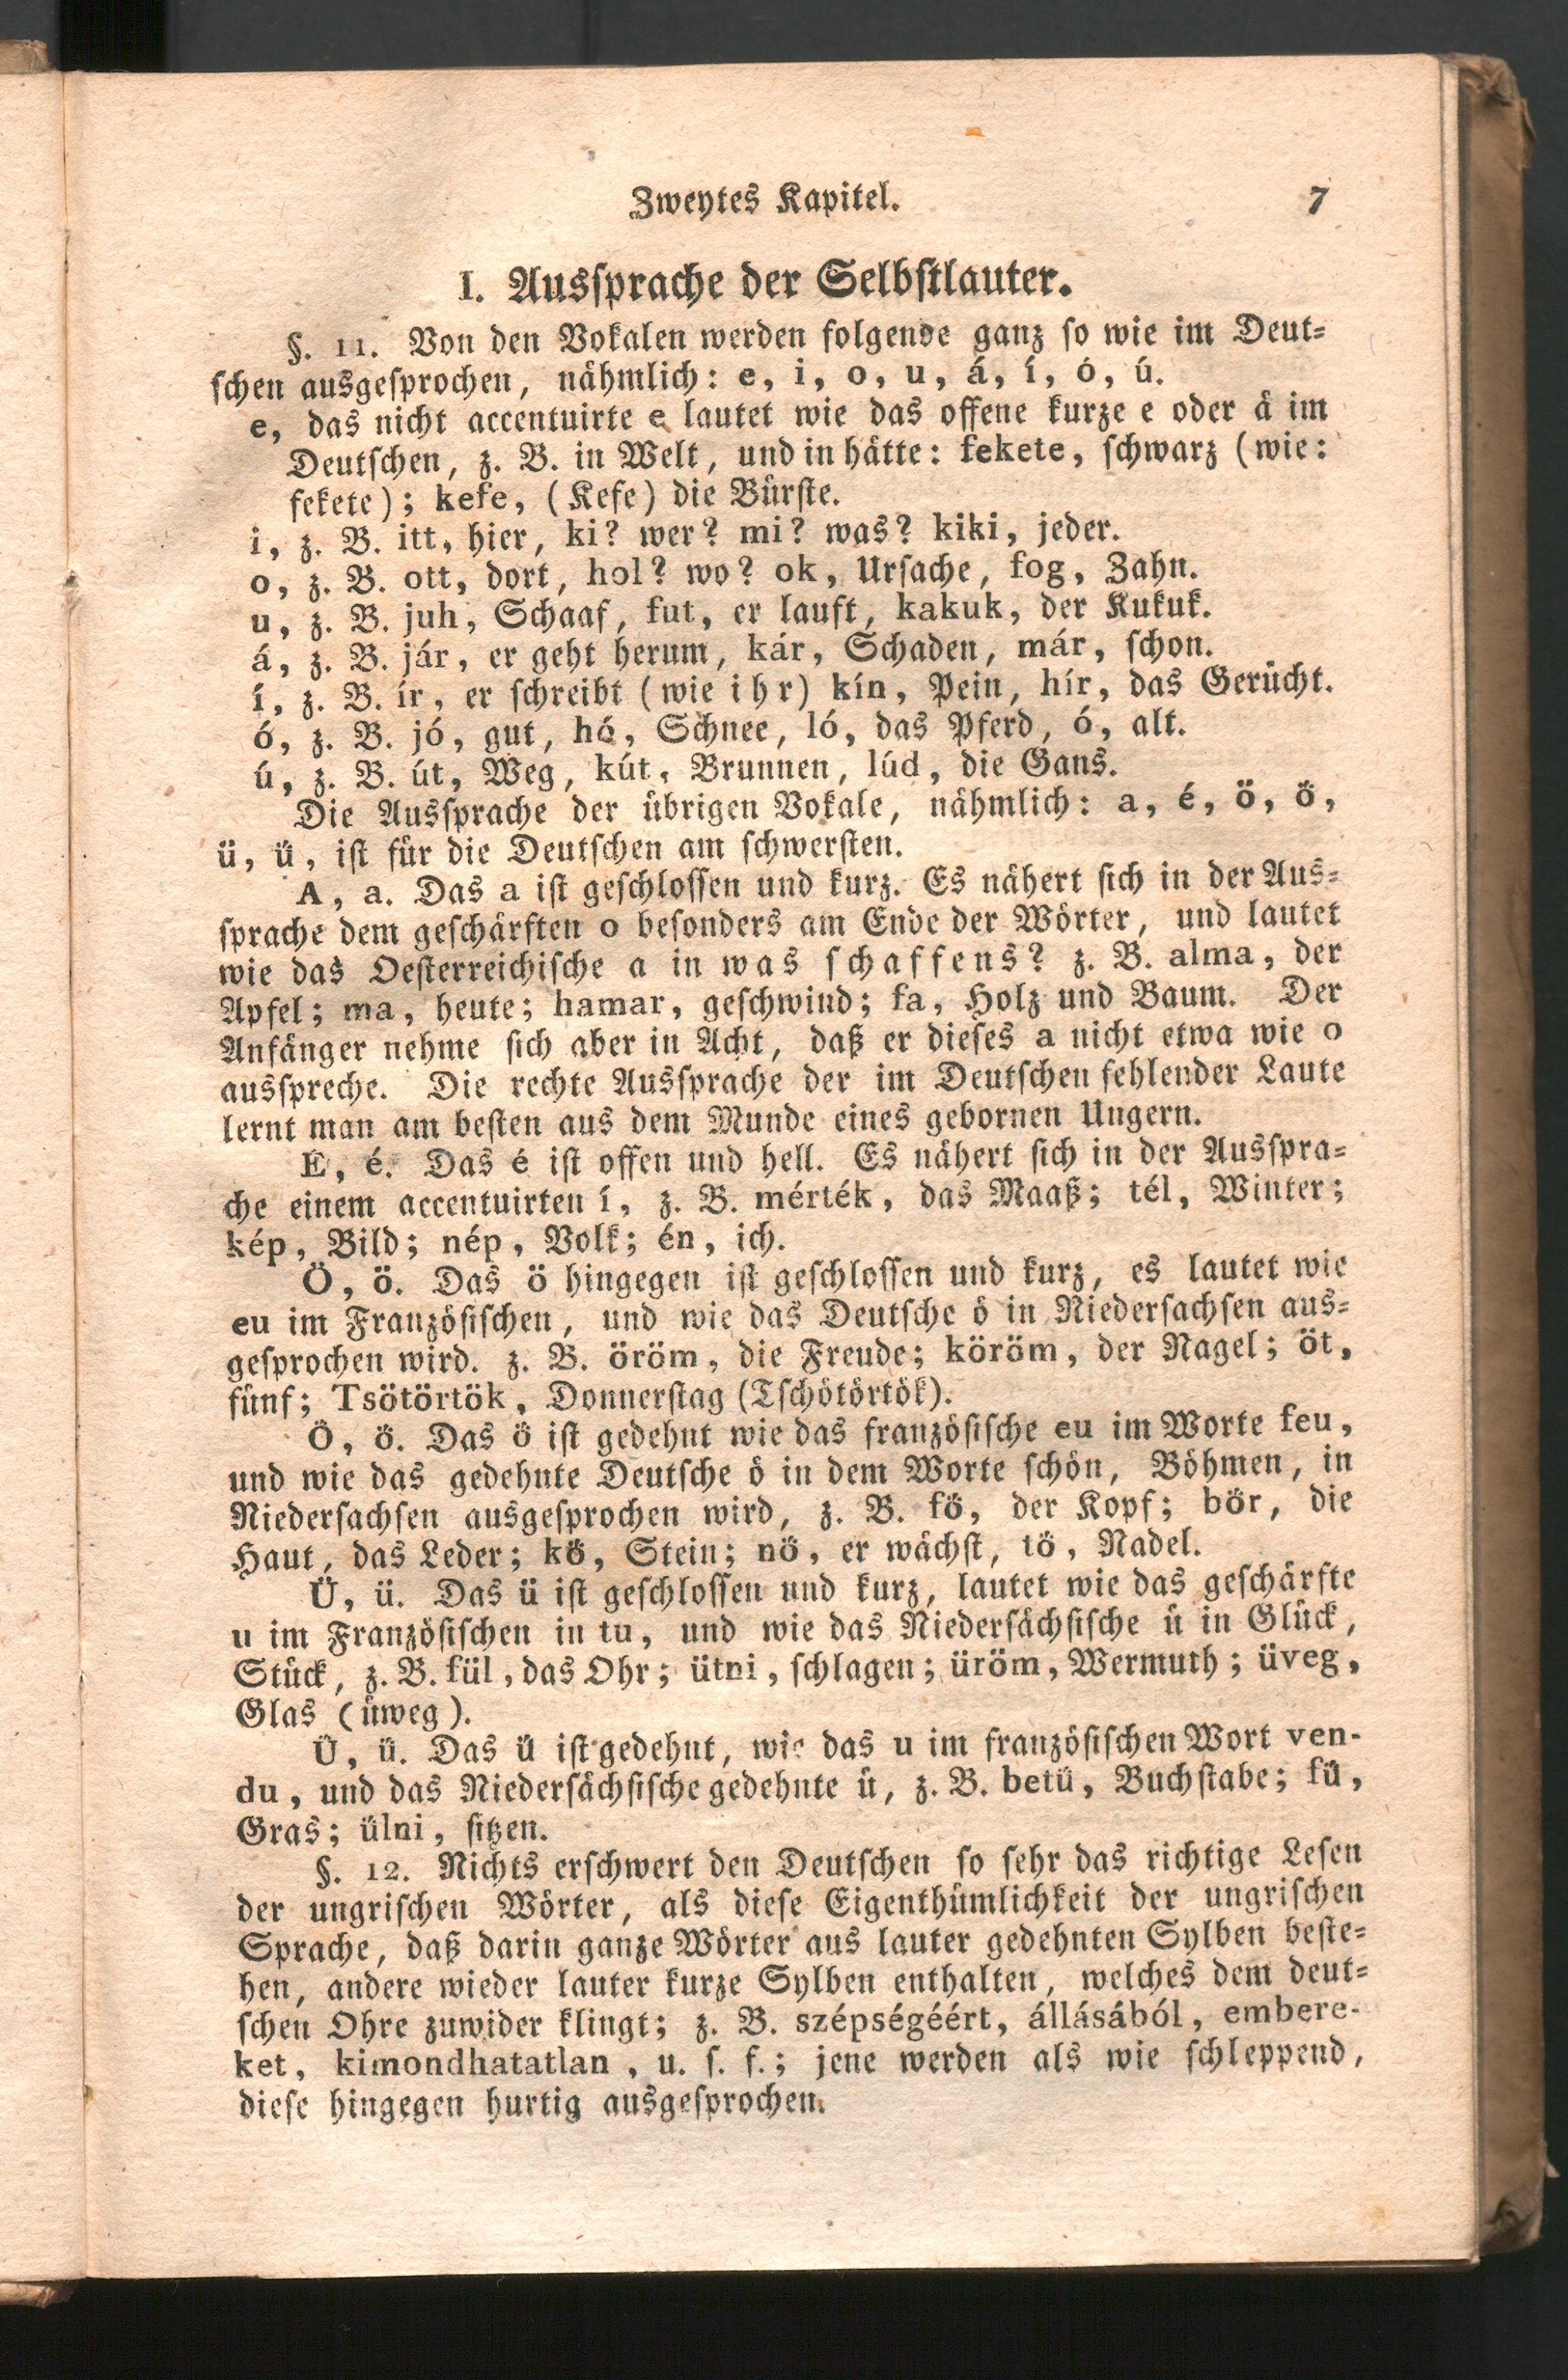 Zweytes Kapitel. 7
I. Ausſprache der Selbſtlauter.
§. 11. Von den Vokalen werden folgende ganz ſo wie im Deut-
ſchen ausgeſprochen, nähmlich: e, i, o, u, á, í, ó, ú.
e, das nicht accentuirte e lautet wie das offene kurze e oder ä im
Deutſchen, z. B. in Welt, und in hätte: fekete, ſchwarz (wie:
fekete); kefe, (Kefe) die Bürſte.
i, z. B. itt, hier, ki? wer? mi? was? kiki, jeder.
o, z. B. ott, dort, hol? wo? ok, Urſache, fog, Zahn.
u, z. B. juh, Schaaf, fut, er lauft, kakuk, der Kukuk.
á, z. B. jár, er geht herum, kár, Schaden, már, ſchon.
í, z. B. ír, er ſchreibt (wie ihr) kín, Pein, hír, das Gerücht.
ó, z. B. jó, gut, hó, Schnee, ló, das Pferd, ó, alt.
ú, z. B. út, Weg, kút, Brunnen, lúd, die Gans.
Die Ausſprache der übrigen Vokale, nähmlich: a, é, ö, ő,
ü, ű, iſt für die Deutſchen am ſchwerſten.
A, a. Das a iſt geſchloſſen und kurz. Es nähert ſich in der Aus-
ſprache dem geſchärften o beſonders am Ende der Wörter, und lautet
wie das Oeſterreichiſche a in was ſchaffens? z. B. alma, der
Apfel; ma, heute; hamar, geſchwind; fa, Holz und Baum. Der
Anfänger nehme ſich aber in Acht, daß er dieſes a nicht etwa wie o
ausſpreche. Die rechte Ausſprache der im Deutſchen fehlender Laute
lernt man am beſten aus dem Munde eines gebornen Ungern.
É, é. Das é iſt offen und hell. Es nähert ſich in der Ausſpra-
che einem accentuirten í, z. B. mérték, das Maaß; tél, Winter;
kép, Bild; nép, Volk; én, ich.
Ö, ö. Das ö hingegen iſt geſchloſſen und kurz, es lautet wie
eu im Franzöſiſchen, und wie das Deutſche ö in Niederſachſen aus-
geſprochen wird. z. B. öröm, die Freude; köröm, der Nagel; öt,
fünf; Tsötörtök, Donnerſtag (Tſchötörtök).
Ő, ő. Das ő iſt gedehnt wie das franzöſiſche eu im Worte feu,
und wie das gedehnte Deutſche ö in dem Worte ſchön, Böhmen, in
Niederſachſen ausgeſprochen wird, z. B. fő, der Kopf; bőr, die
Haut, das Leder; kő, Stein; nő, er wächſt, tő, Nadel.
Ü, ü. Das ü iſt geſchloſſen und kurz, lautet wie das geſchärfte
u im Franzöſiſchen in tu, und wie das Niederſächſiſche ü in Glück,
Stück, z. B. fül, das Ohr; ütni, ſchlagen; üröm, Wermuth; üveg,
Glas (üweg).
Ű, ű. Das ű iſt gedehnt, wie das u im franzöſiſchen Wort ven-
du, und das Niederſächſiſche gedehnte ü, z. B. betű, Buchſtabe; fű,
Gras; űlni, ſitzen.
§. 12. Nichts erſchwert den Deutſchen ſo ſehr das richtige Leſen
der ungriſchen Wörter, als dieſe Eigenthümlichkeit der ungriſchen
Sprache, daß darin ganze Wörter aus lauter gedehnten Sylben beſte-
hen, andere wieder lauter kurze Sylben enthalten, welches dem deut-
ſchen Ohre zuwider klingt; z. B. szépségéért, állásából, embere-
ket, kimondhatatlan, u. ſ. f.; jene werden als wie ſchleppend,
dieſe hingegen hurtig ausgeſprochen.